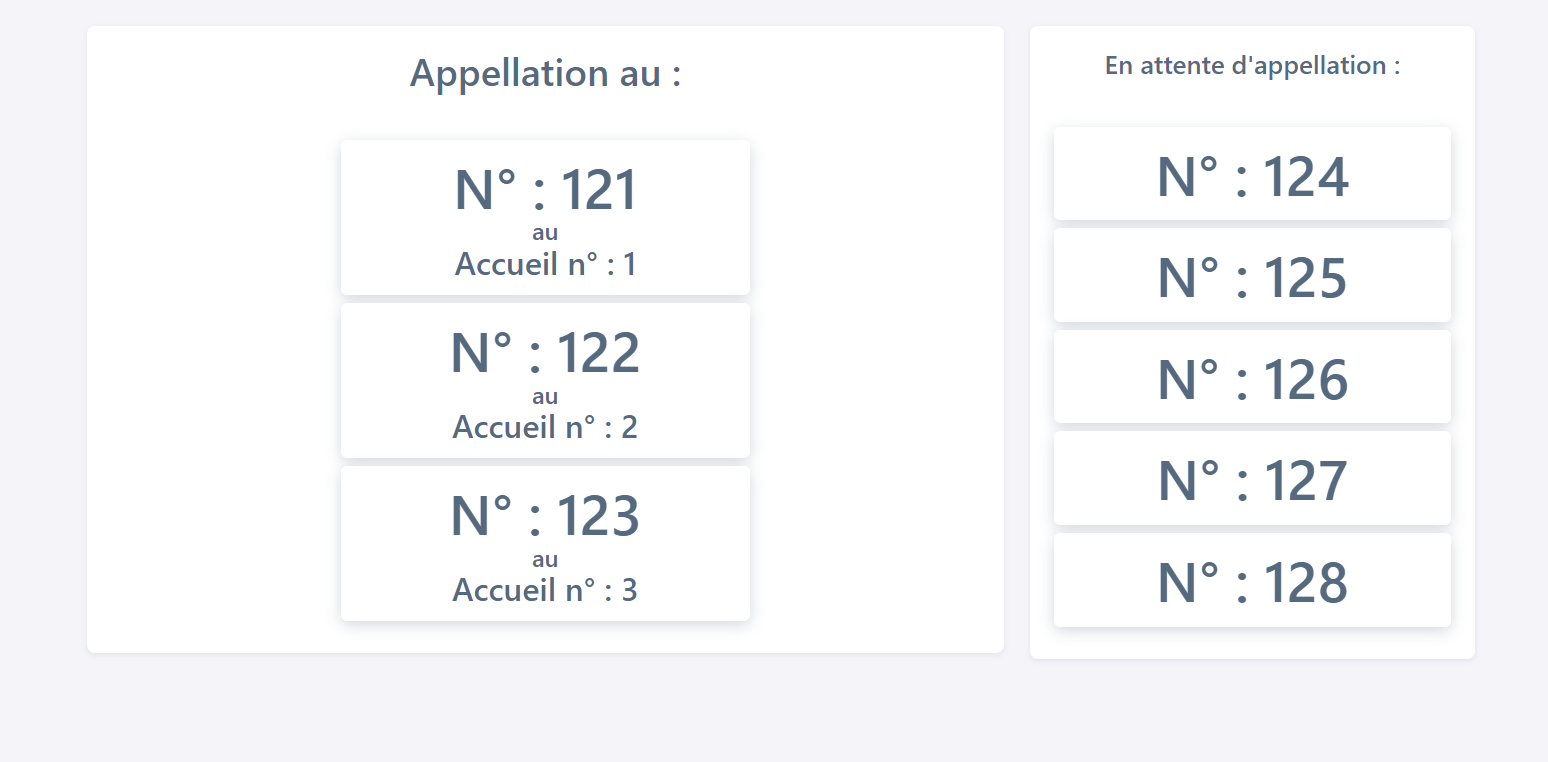 Appellation au :
N° : 121
au
Accueil n° : 1
N° : 122
au
Accueil n° : 2
N° : 123
au
Accueil n° : 3
En attente d'appellation :
N° : 124
N° : 125
N° : 126
N° : 127
N° : 128